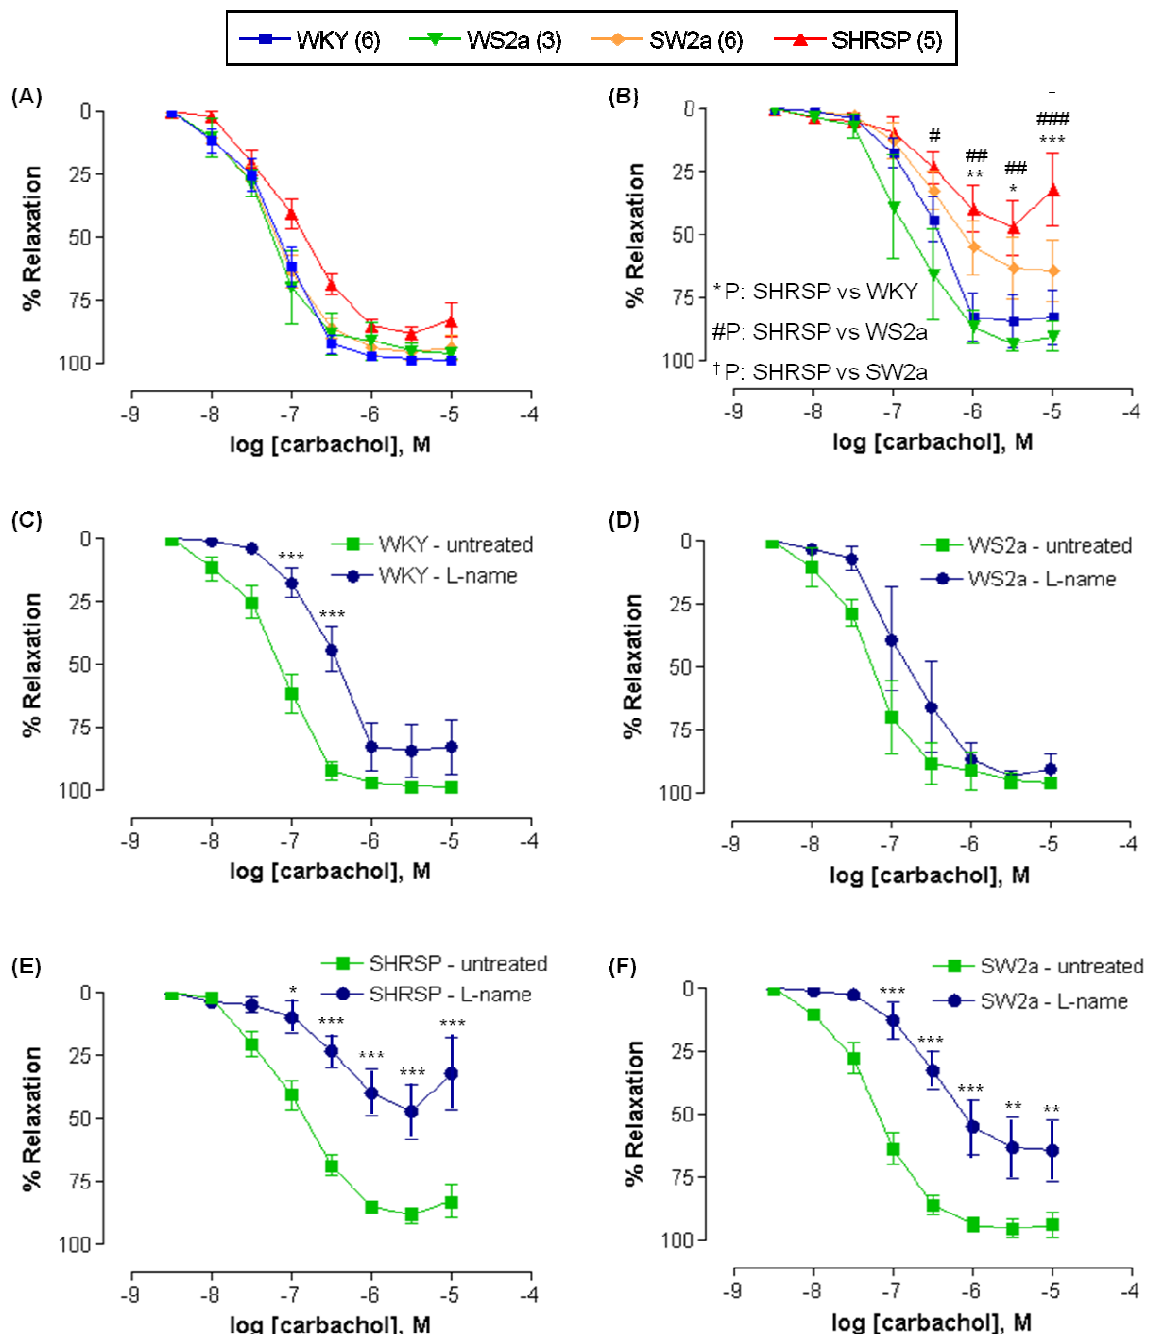 WKY (6) WS2a (3) SW2a (6) SHRSP (5)
(A)
0
25
50
75
100
% Relaxation
-9 -8 -7 -6 -5 -4
log [carbachol], M
(B)
0
25
50
75
100
% Relaxation
# ## ** ## * - ### ***
*P: SHRSP vs WKY
#P: SHRSP vs WS2a
†P: SHRSP vs SW2a
-9 -8 -7 -6 -5 -4
log [carbachol], M
(C)
WKY - untreated
WKY - L-name
0
25
50
75
100
% Relaxation
*** ***
-9 -8 -7 -6 -5 -4
log [carbachol], M
(D)
WS2a - untreated
WS2a - L-name
0
25
50
75
100
% Relaxation
-9 -8 -7 -6 -5 -4
log [carbachol], M
(E)
SHRSP - untreated
SHRSP - L-name
0
25
50
75
100
% Relaxation
* *** *** *** ***
-9 -8 -7 -6 -5 -4
log [carbachol], M
(F)
SW2a - untreated
SW2a - L-name
0
25
50
75
100
% Relaxation
*** *** *** ** **
-9 -8 -7 -6 -5 -4
log [carbachol], M